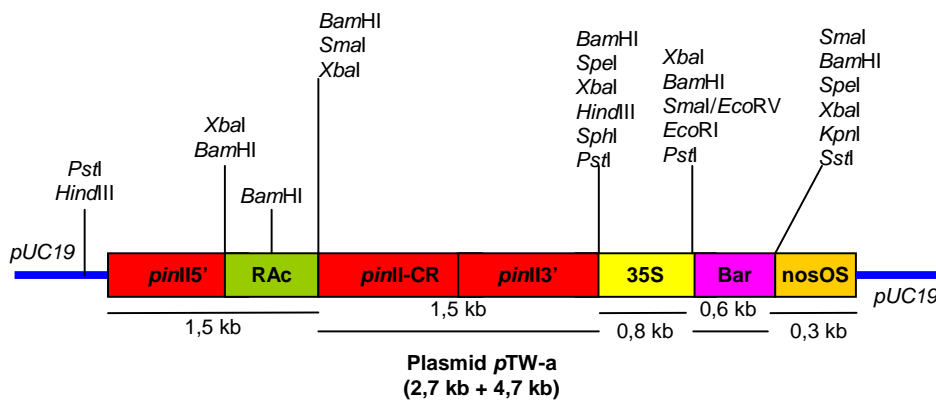 BamHI
SmaI
XbaI
BamHI
SpeI
XbaI
HindIII
SphI
PstI
XbaI
BamHI
SmaI/EcoRV
EcoRI
PstI
SmaI
BamHI
SpeI
XbaI
KpnI
SstI
XbaI
BamHI
PstI
HindIII
BamHI
pUC19
pinII5'
RAc
pinII-CR
pinII3'
35S
Bar
nosOS
pUC19
1,5 kb
1,5 kb
0,8 kb
0,6 kb
0,3 kb
Plasmid pTW-a
(2,7 kb + 4,7 kb)